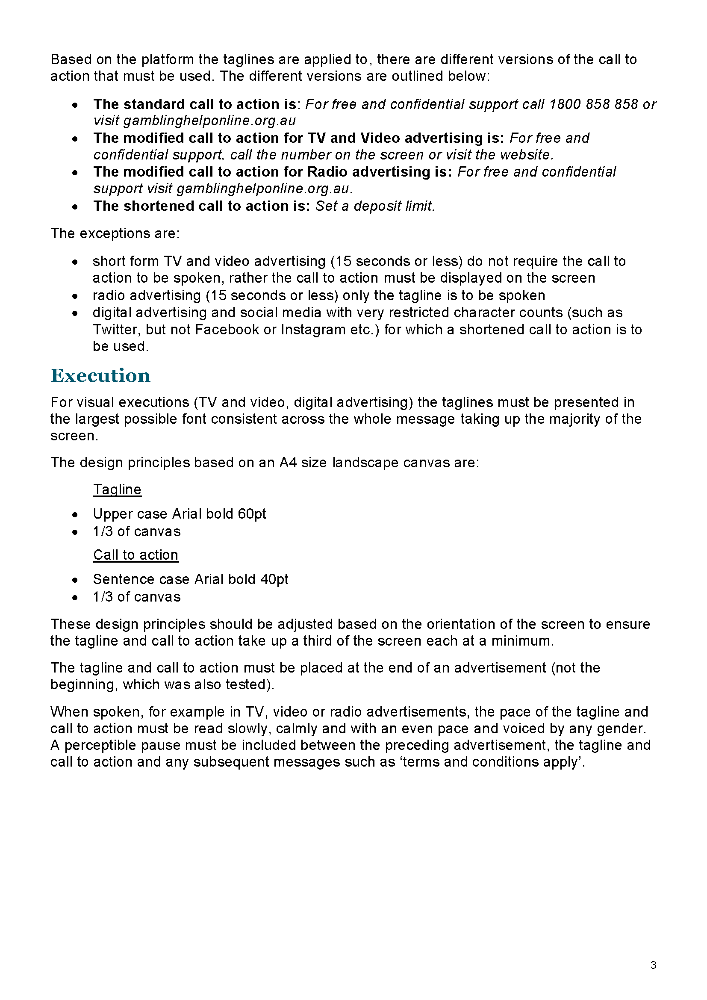 Based on the platform the taglines are applied to, there are different versions of the call to
action that must be used. The different versions are outlined below:
• The standard call to action is: For free and confidential support call 1800 858 858 or
visit gamblinghelponline.org.au
• The modified call to action for TV and Video advertising is: For free and
confidential support, call the number on the screen or visit the website.
• The modified call to action for Radio advertising is: For free and confidential
support visit gamblinghelponline.org.au.
• The shortened call to action is: Set a deposit limit.
The exceptions are:
• short form TV and video advertising (15 seconds or less) do not require the call to
action to be spoken, rather the call to action must be displayed on the screen
• radio advertising (15 seconds or less) only the tagline is to be spoken
• digital advertising and social media with very restricted character counts (such as
Twitter, but not Facebook or Instagram etc.) for which a shortened call to action is to
be used.
Execution
For visual executions (TV and video, digital advertising) the taglines must be presented in
the largest possible font consistent across the whole message taking up the majority of the
screen.
The design principles based on an A4 size landscape canvas are:
Tagline
• Upper case Arial bold 60pt
• 1/3 of canvas
Call to action
• Sentence case Arial bold 40pt
• 1/3 of canvas
These design principles should be adjusted based on the orientation of the screen to ensure
the tagline and call to action take up a third of the screen each at a minimum.
The tagline and call to action must be placed at the end of an advertisement (not the
beginning, which was also tested).
When spoken, for example in TV, video or radio advertisements, the pace of the tagline and
call to action must be read slowly, calmly and with an even pace and voiced by any gender.
A perceptible pause must be included between the preceding advertisement, the tagline and
call to action and any subsequent messages such as ‘terms and conditions apply’.
3